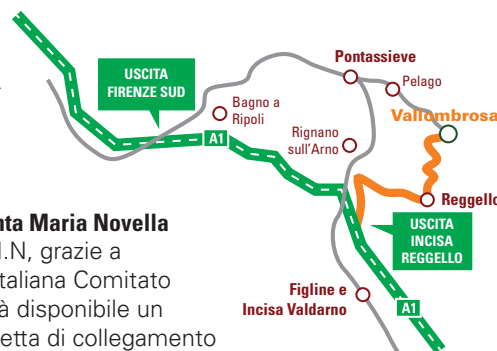 Pontassieve
Pelago
USCITA
FIRENZE SUD
Bagno a
Ripoli
Vallombrosa
A1
Rignano
sull'Arno
Reggello
nta Maria Novella
grazie a
taliana Comitato
à disponibile un
etta di collegamento
USCITA
INCISA
REGGELLO
Figline e
Incisa Valdarno
A1